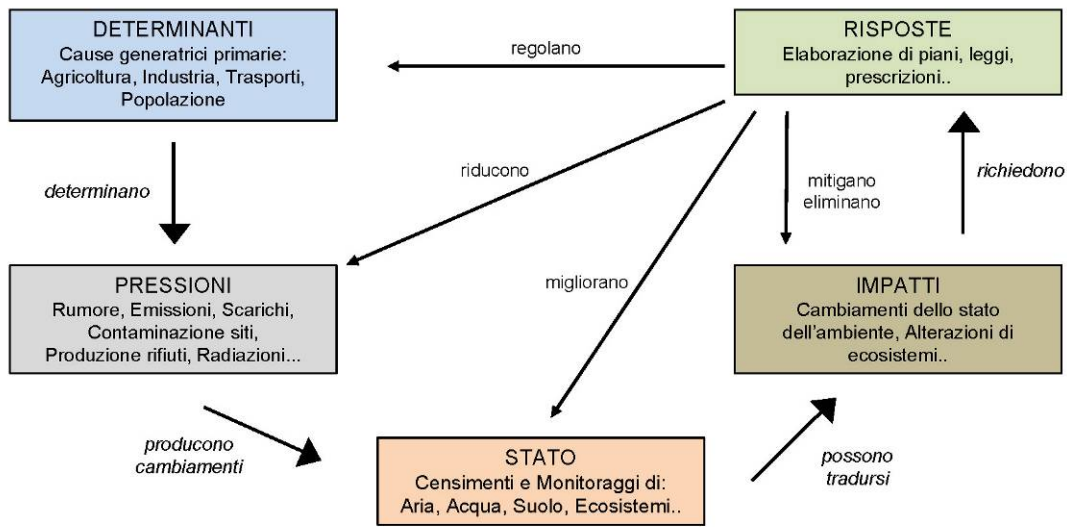 DETERMINANTI
Cause generatrici primarie:
Agricoltura, Industria, Trasporti,
Popolazione
regolano
RISPOSTE
Elaborazione di piani, leggi,
prescrizioni..
determinano
riducono
mitigano
eliminano
richiedono
PRESSIONI
Rumore, Emissioni, Scarichi,
Contaminazione siti,
Produzione rifiuti, Radiazioni...
migliorano
IMPATTI
Cambiamenti dello stato
dell'ambiente, Alterazioni di
ecosistemi..
producono
cambiamenti
STATO
Censimenti e Monitoraggi di:
Aria, Acqua, Suolo, Ecosistemi..
possono
tradursi